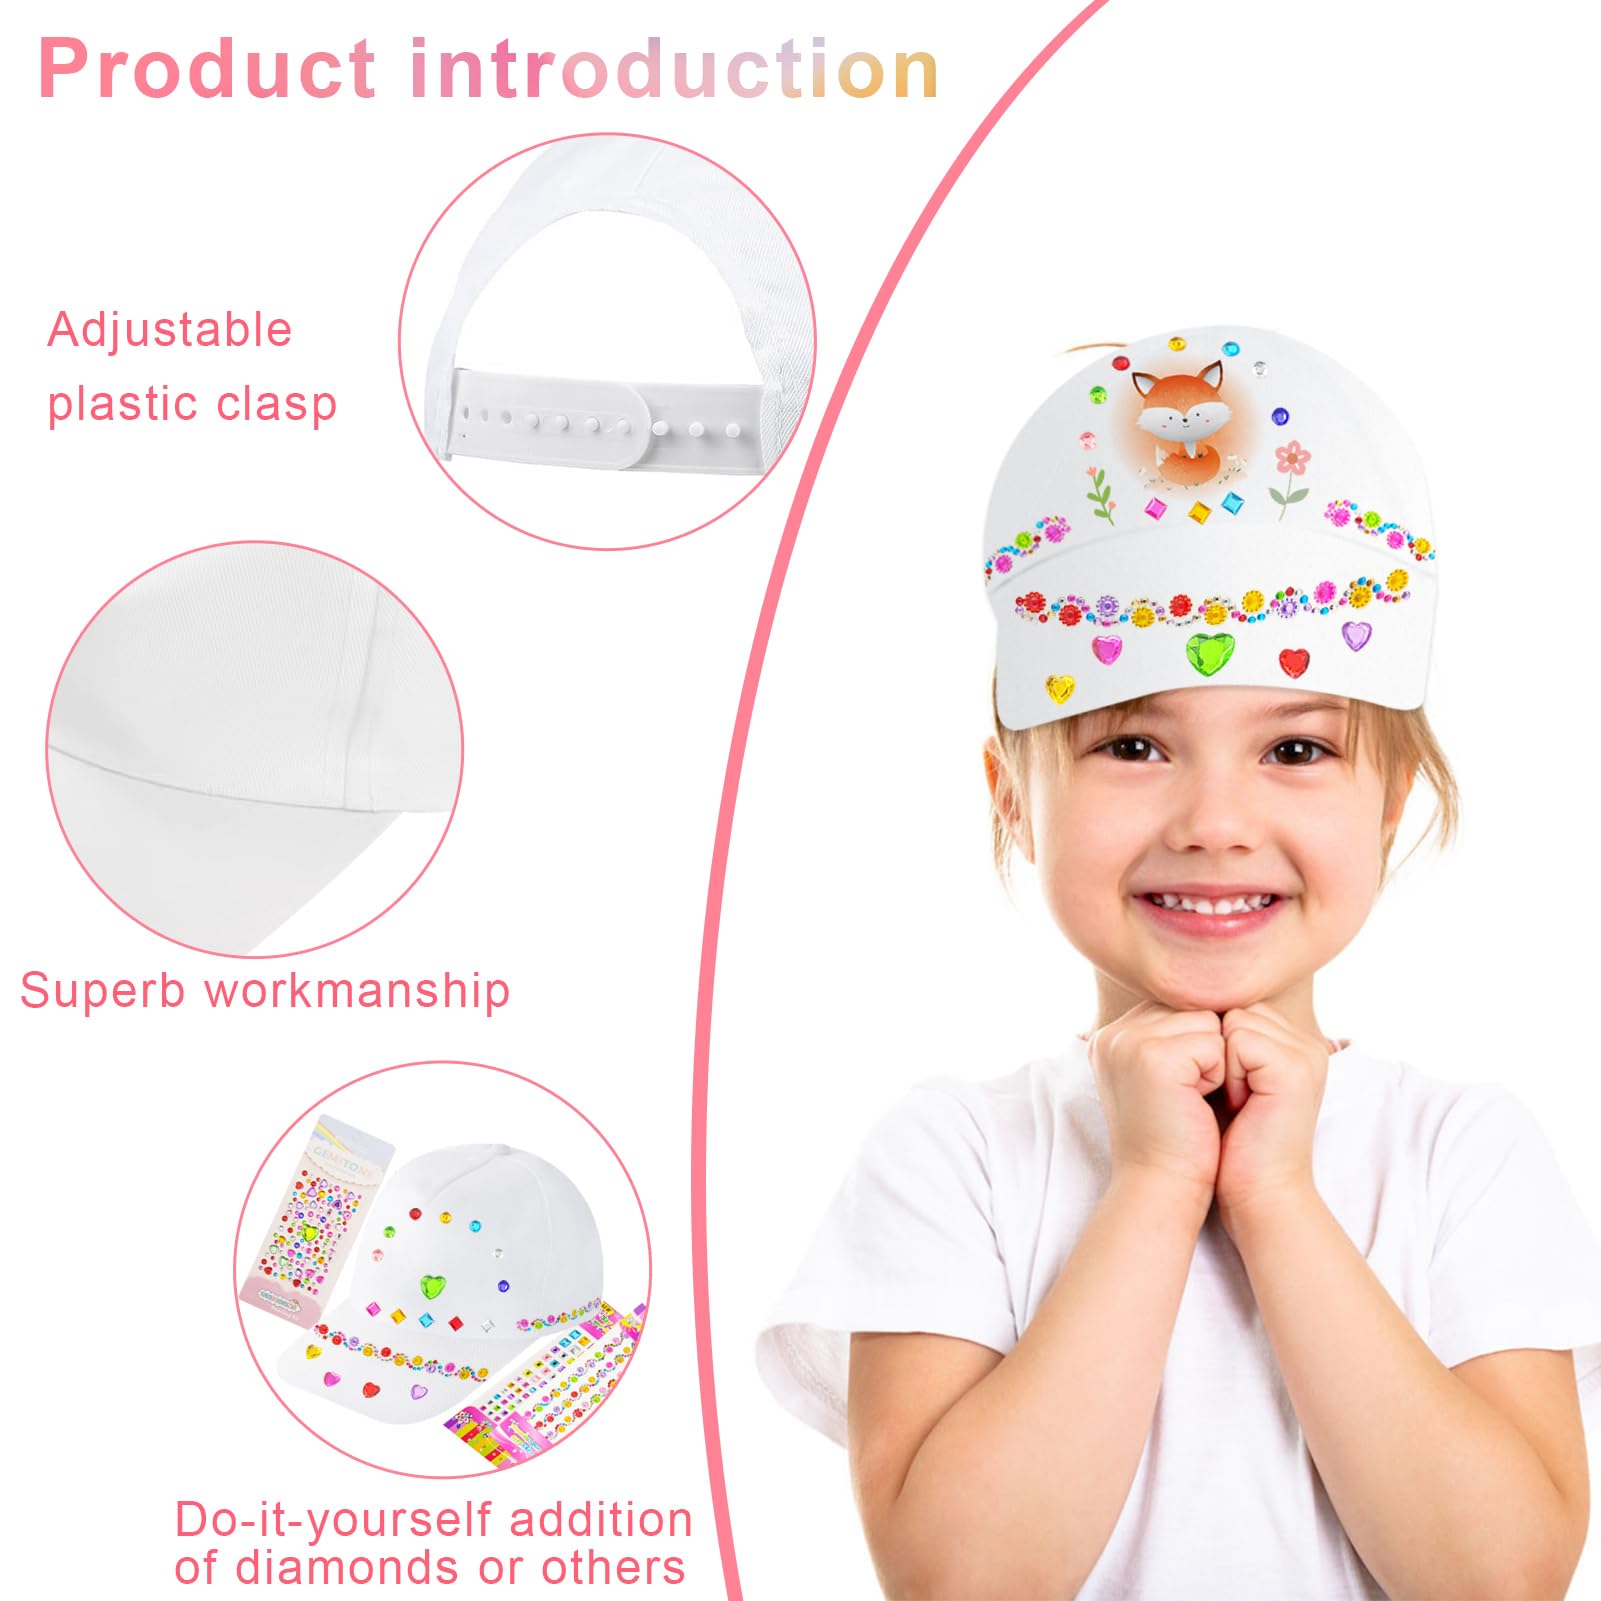 Product introduction
Adjustable
plastic clasp
Superb workmanship
Do-it-yourself addition
of diamonds or others